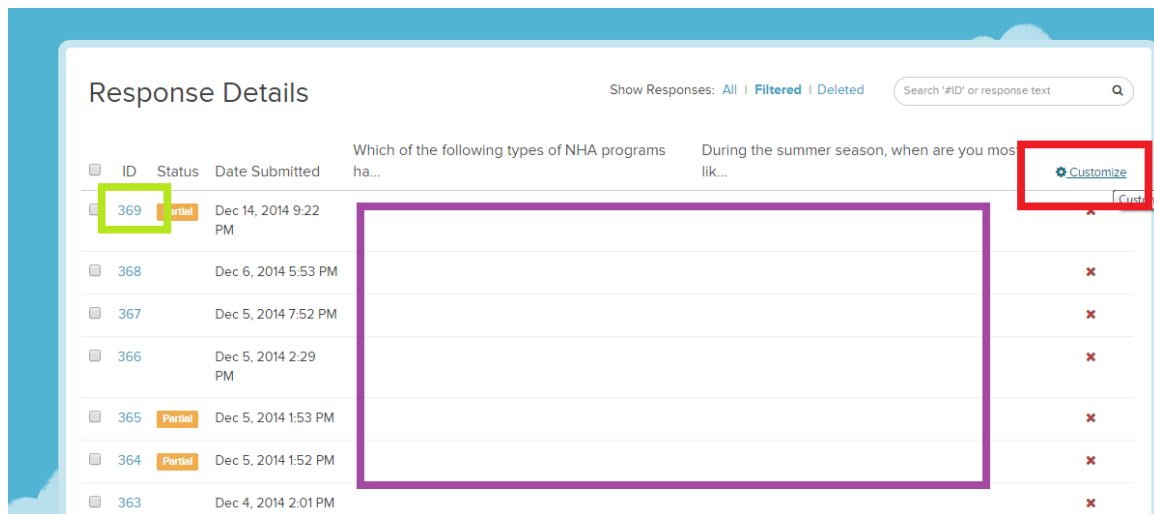 Response Details
Show Responses: All | Filtered | Deleted
Search '#ID' or response text
Which of the following types of NHA programs
ha...
During the summer season, when are you mos
lik...
ID Status Date Submitted
Customize
369 Partial Dec 14, 2014 9:22
PM
368 Dec 6, 2014 5:53 PM
367 Dec 5, 2014 7:52 PM
366 Dec 5, 2014 2:29
PM
365 Partial Dec 5, 2014 1:53 PM
364 Partial Dec 5, 2014 1:52 PM
363 Dec 4, 2014 2:01 PM